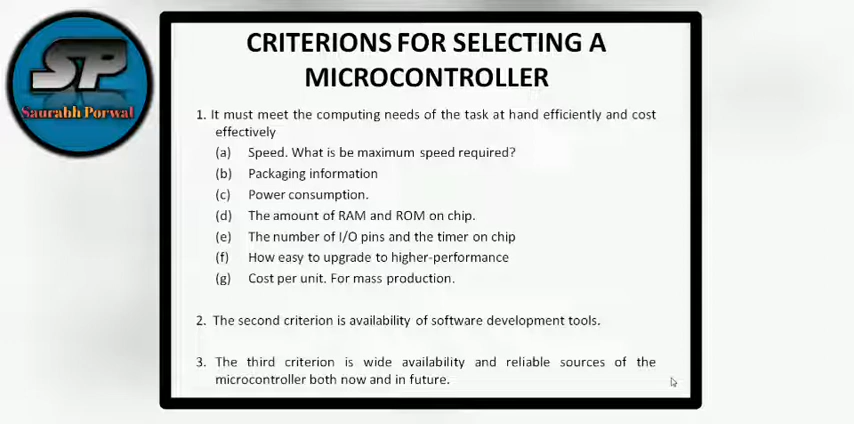 SP
Saurabh Porwal
CRITERIONS FOR SELECTING A
MICROCONTROLLER
1. It must meet the computing needs of the task at hand efficiently and cost
effectively
(a) Speed. What is be maximum speed required?
(b) Packaging information
(c) Power consumption.
(d) The amount of RAM and ROM on chip.
(e) The number of I/O pins and the timer on chip
(f) How easy to upgrade to higher-performance
(g) Cost per unit. For mass production.
2. The second criterion is availability of software development tools.
3. The third criterion is wide availability and reliable sources of the
microcontroller both now and in future.